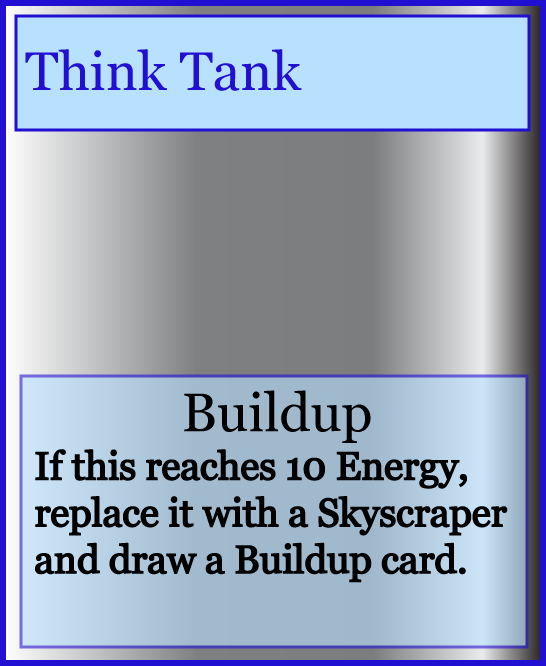 Think Tank
Buildup
If this reaches 10 Energy,
replace it with a Skyscraper
and draw a Buildup card.